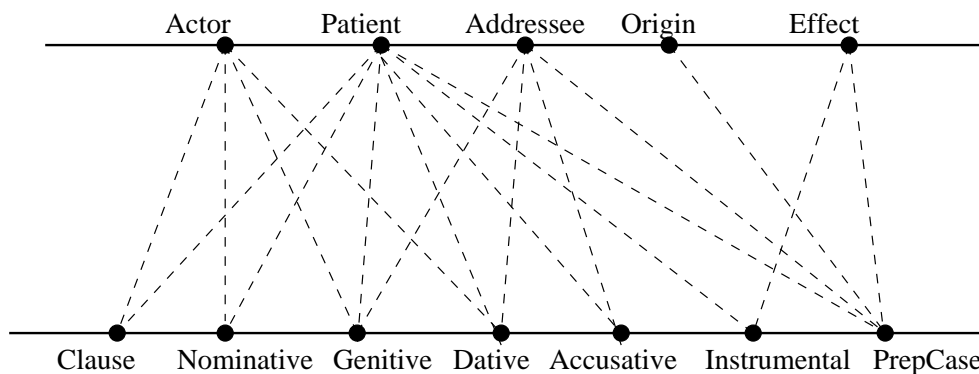 Actor Patient Addressee Origin Effect
Clause Nominative Genitive Dative Accusative Instrumental PrepCase